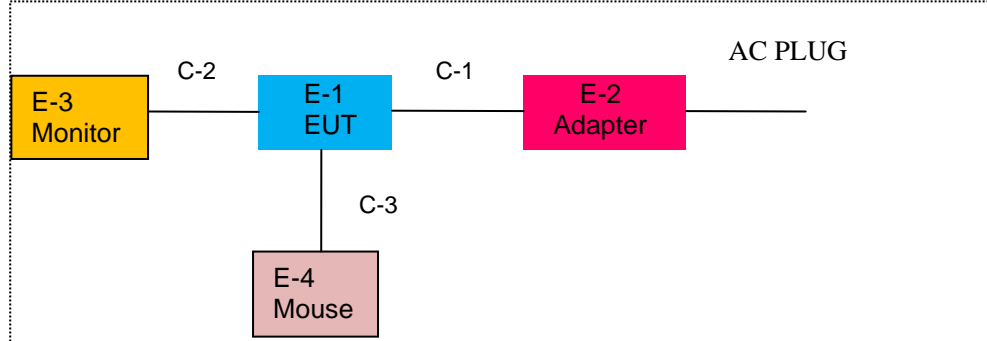 AC PLUG
C-2
C-1
E-3
Monitor
E-1
EUT
E-2
Adapter
C-3
E-4
Mouse